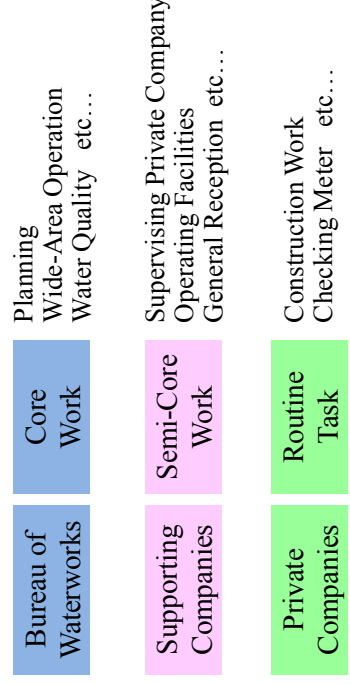 Bureau of
Waterworks
Core
Work
Planning
Wide-Area Operation
Water Quality etc…
Supporting
Companies
Semi-Core
Work
Supervising Private Company
Operating Facilities
General Reception etc…
Private
Companies
Routine
Task
Construction Work
Checking Meter etc…